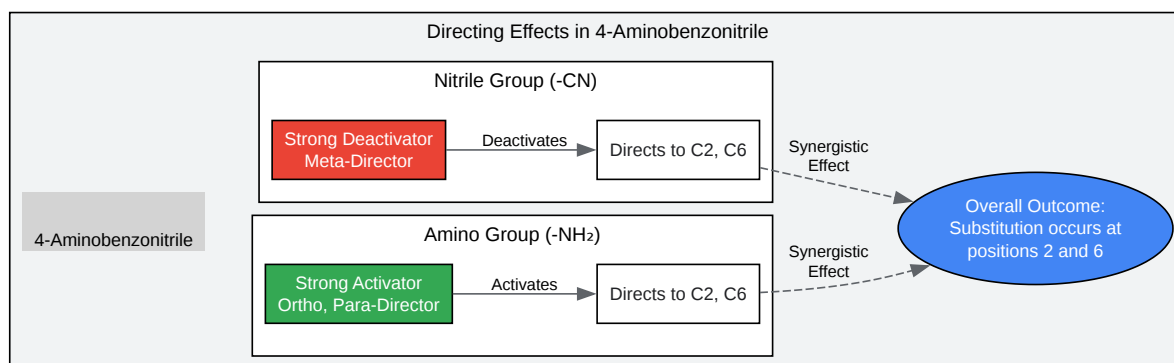 Directing Effects in 4-Aminobenzonitrile
Nitrile Group (-CN)
Strong Deactivator
Meta-Director
Deactivates
Directs to C2, C6
Synergistic
Effect
4-Aminobenzonitrile
Amino Group (-NH₂)
Strong Activator
Ortho, Para-Director
Activates
Directs to C2, C6
Synergistic
Effect
Overall Outcome:
Substitution occurs at
positions 2 and 6